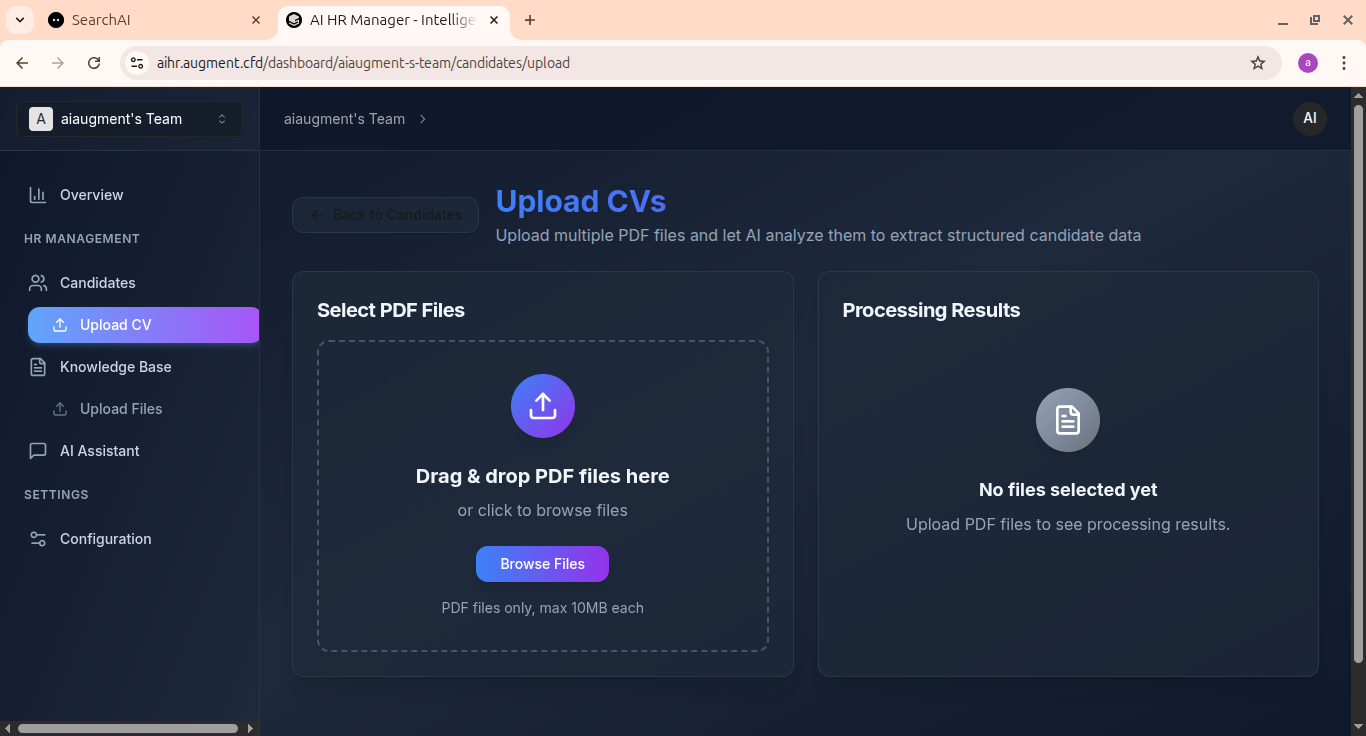 SearchAI
AI HR Manager - Intellige
aihr.augment.cfd/dashboard/aiaugment-s-team/candidates/upload
a
A
aiaugment's Team
aiaugment's Team
AI
Overview
HR MANAGEMENT
Candidates
Upload CV
Knowledge Base
Upload Files
AI Assistant
SETTINGS
Configuration
Back to Candidates
Upload CVs
Upload multiple PDF files and let AI analyze them to extract structured candidate data
Select PDF Files
Drag & drop PDF files here
or click to browse files
Browse Files
PDF files only, max 10MB each
Processing Results
No files selected yet
Upload PDF files to see processing results.